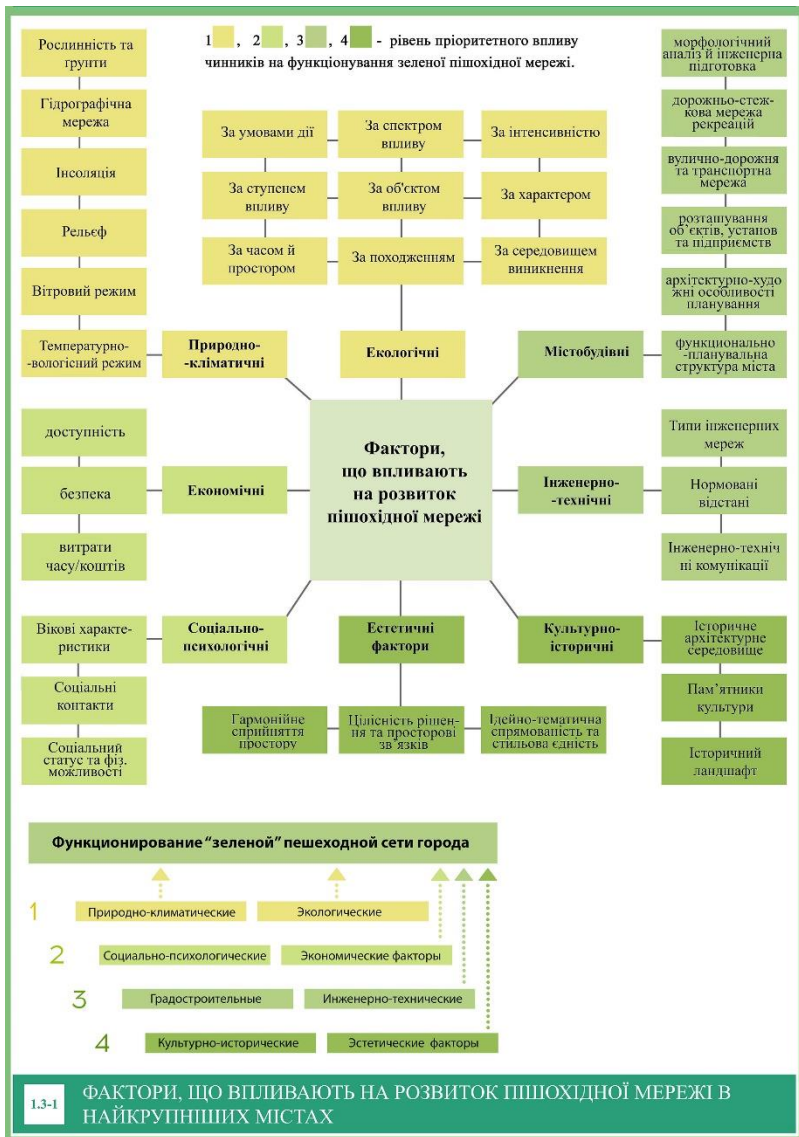 1 , 2 , 3 , 4 - рівень пріоритетного впливу
чинників на функціонування зеленої пішохідної мережі.
Рослинність та
ґрунти
Гідрографічна
мережа
Інсоляція
Рельєф
Вітровий режим
Температурно-
-вологісний режим
Природно-
-кліматичні
За умовами дії
За спектром
впливу
За інтенсивністю
За ступенем
впливу
За об'єктом
впливу
За характером
За часом й
простором
За походженням
За середовищем
виникнення
Екологічні
морфологічний
аналіз й інженерна
підготовка
дорожньо-стеж-
кова мережа
рекреацій
вулично-дорожня
та транспортна
мережа
розташування
об'єктів, установ
та підприємств
архітектурно-худо
жні особливості
планування
функціонально
-планувальна
структура міста
Містобудівні
доступність
безпека
витрати
часу/коштів
Економічні
Фактори,
що впливають
на розвиток
пішохідної мережі
Інженерно-
-технічні
Типи інженерних
мереж
Нормовані
відстані
Інженерно-техніч
ні комунікації
Вікові характе-
ристики
Соціальні
контакти
Соціальний
статус та фіз.
можливості
Соціально-
-психологічні
Естетичні
фактори
Культурно-
-історичні
Гармонійне
сприйняття
простору
Цілісність рішен-
ня та просторові
зв'язків
Ідейно-тематична
спрямованість та
стильова єдність
Історичне
архітектурне
середовище
Пам'ятники
культури
Історичний
ландшафт
Функционирование "зеленой" пешеходной сети города
1 Природно-климатические Экологические
2 Социально-психологические Экономические факторы
3 Градостроительные Инженерно-технические
4 Культурно-исторические Эстетические факторы
1.3-1 ФАКТОРИ, ЩО ВПЛИВАЮТЬ НА РОЗВИТОК ПІШОХІДНОЇ МЕРЕЖІ В
НАЙКРУПНІШИХ МІСТАХ